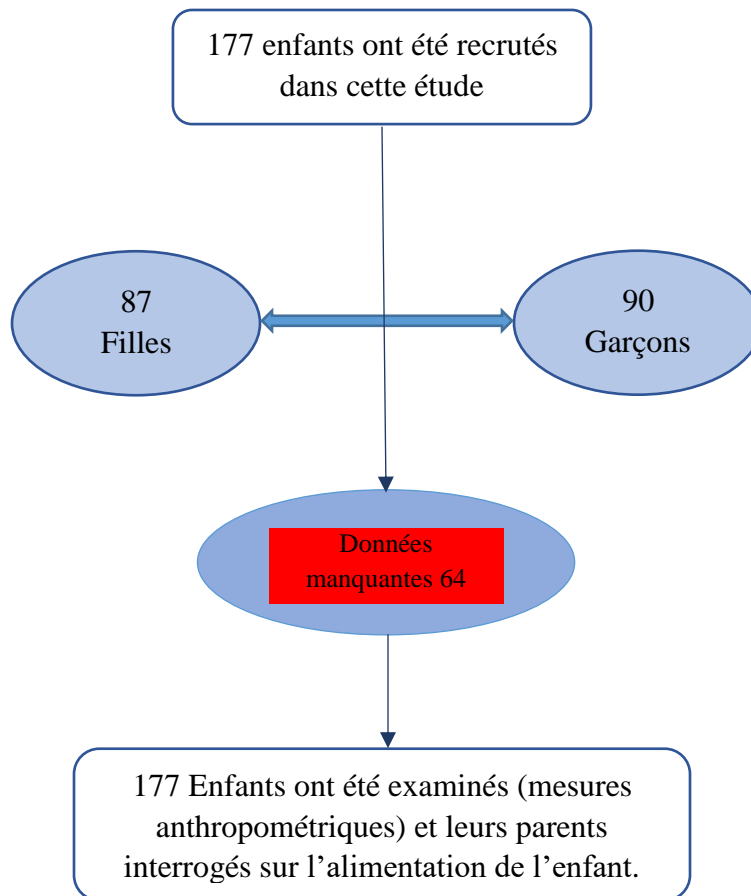 177 enfants ont été recrutés
dans cette étude
87
Filles
90
Garçons
Données
manquantes 64
177 Enfants ont été examinés (mesures
anthropométriques) et leurs parents
interrogés sur l’alimentation de l’enfant.